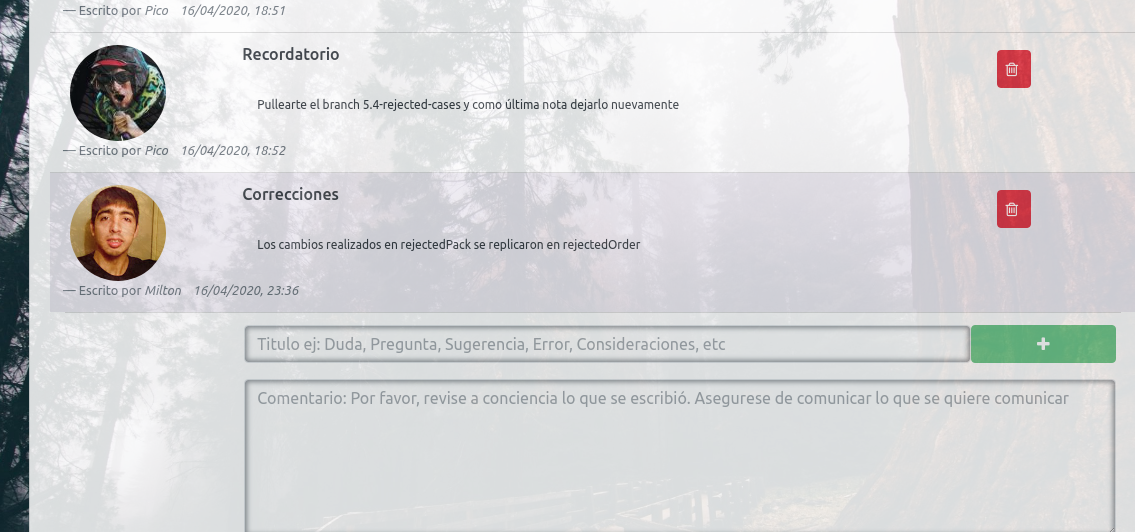 — Escrito por Pico 16/04/2020, 18:51
Recordatorio
Pullearte el branch 5.4-rejected-cases y como última nota dejarlo nuevamente
— Escrito por Pico 16/04/2020, 18:52
Correcciones
Los cambios realizados en rejectedPack se replicaron en rejectedOrder
— Escrito por Milton 16/04/2020, 23:36
Titulo ej: Duda, Pregunta, Sugerencia, Error, Consideraciones, etc
Comentario: Por favor, revise a conciencia lo que se escribió. Asegurese de comunicar lo que se quiere comunicar